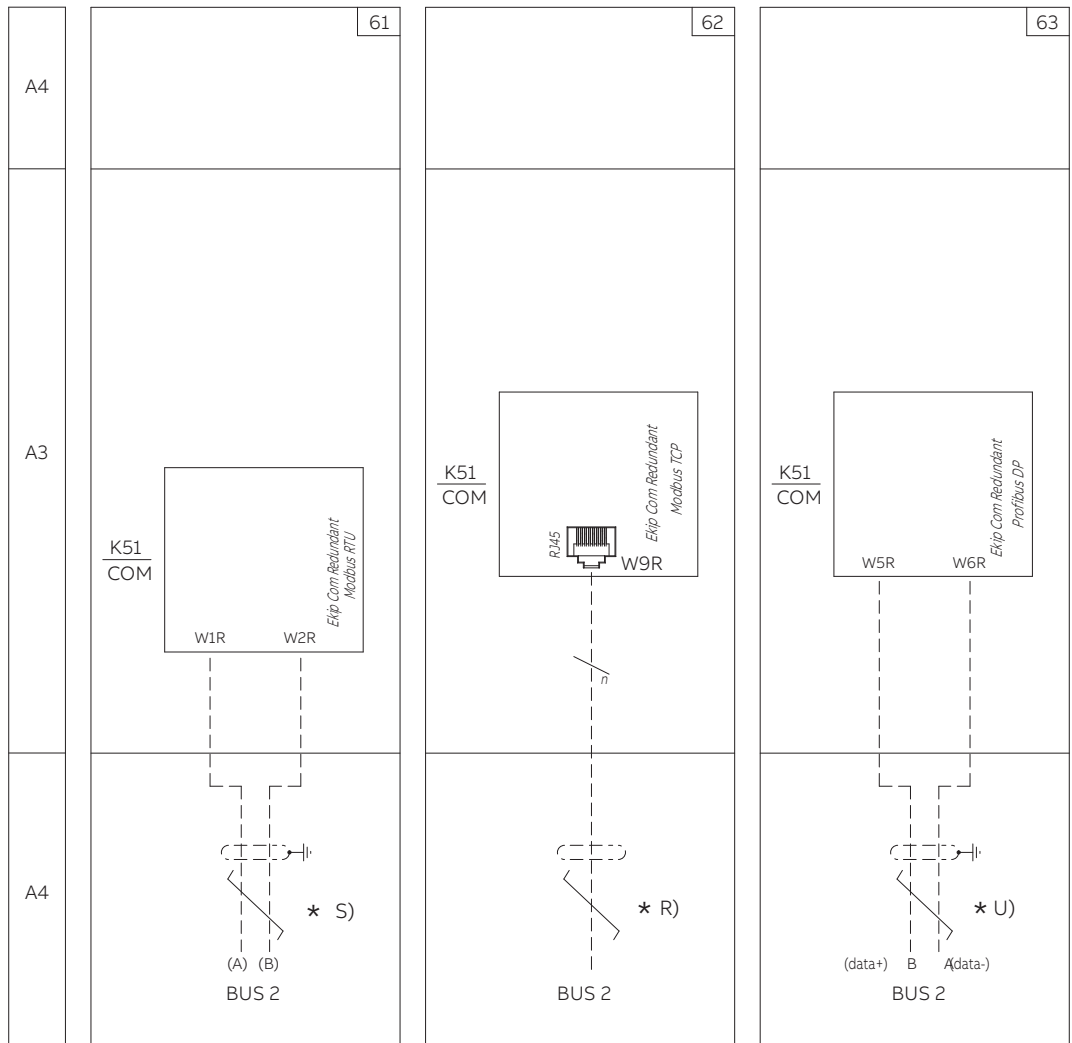 A4
A3
A4
61
K51
COM
Ekip Com Redundant
Modbus RTU
W1R W2R
* S)
(A) (B)
BUS 2
62
K51
COM
Ekip Com Redundant
Modbus TCP
RJ45
W9R
n
* R)
BUS 2
63
K51
COM
Ekip Com Redundant
Profibus DP
W5R W6R
* U)
(data+) B A(data-)
BUS 2